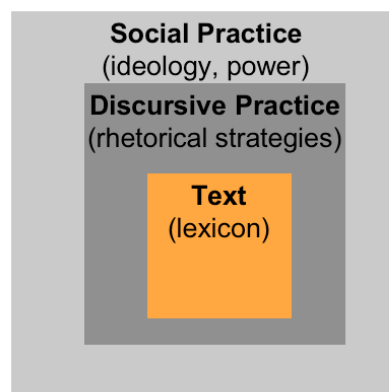 Social Practice
(ideology, power)
Discursive Practice
(rhetorical strategies)
Text
(lexicon)